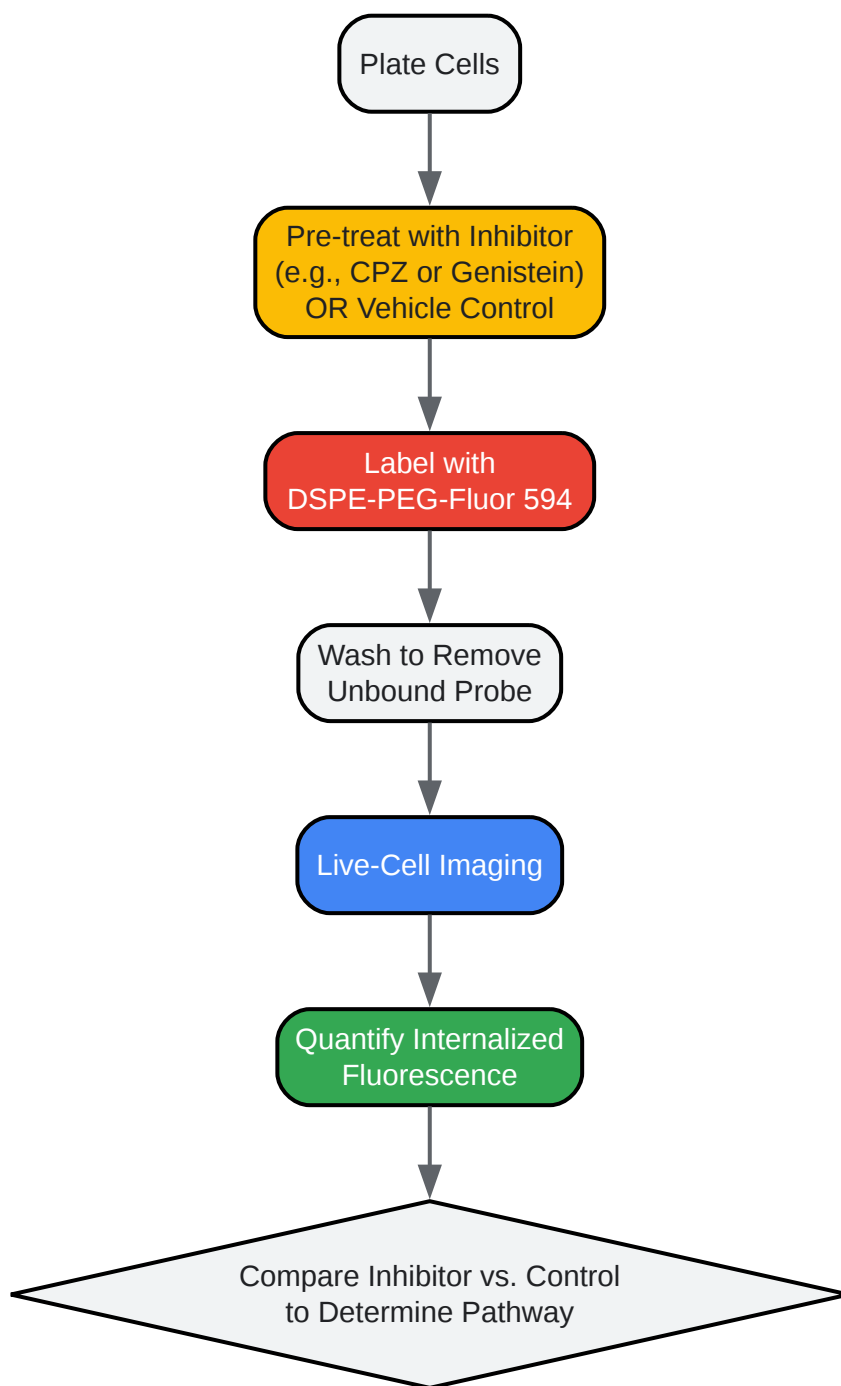 Plate Cells
Pre-treat with Inhibitor
(e.g., CPZ or Genistein)
OR Vehicle Control
Label with
DSPE-PEG-Fluor 594
Wash to Remove
Unbound Probe
Live-Cell Imaging
Quantify Internalized
Fluorescence
Compare Inhibitor vs. Control
to Determine Pathway